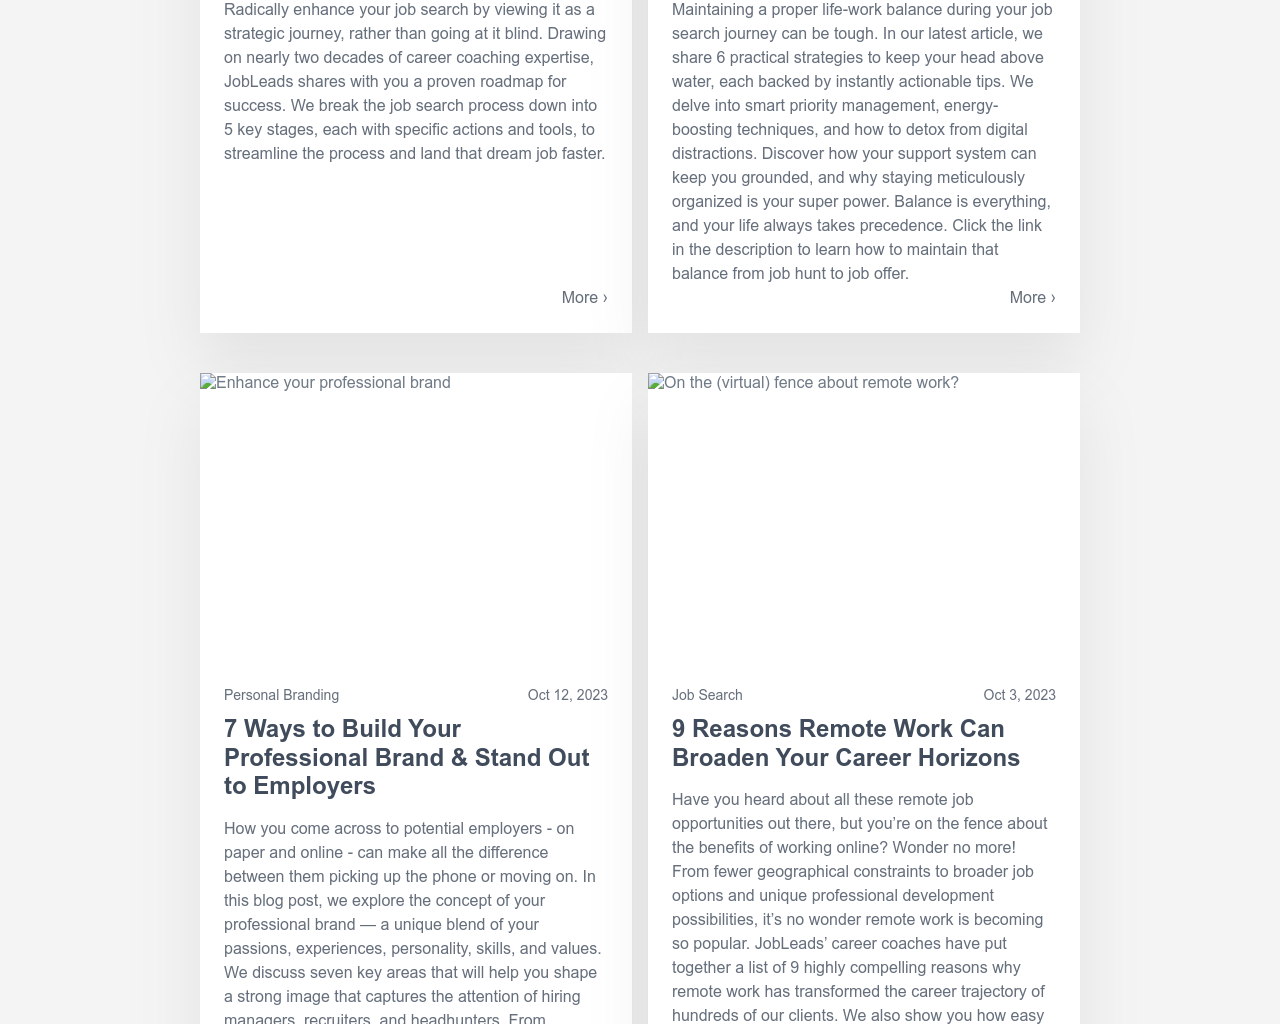 Radically enhance your job search by viewing it as a
strategic journey, rather than going at it blind. Drawing
on nearly two decades of career coaching expertise,
JobLeads shares with you a proven roadmap for
success. We break the job search process down into
5 key stages, each with specific actions and tools, to
streamline the process and land that dream job faster.
More ›
Maintaining a proper life-work balance during your job
search journey can be tough. In our latest article, we
share 6 practical strategies to keep your head above
water, each backed by instantly actionable tips. We
delve into smart priority management, energy-
boosting techniques, and how to detox from digital
distractions. Discover how your support system can
keep you grounded, and why staying meticulously
organized is your super power. Balance is everything,
and your life always takes precedence. Click the link
in the description to learn how to maintain that
balance from job hunt to job offer.
More ›
Enhance your professional brand
Personal Branding
Oct 12, 2023
7 Ways to Build Your
Professional Brand & Stand Out
to Employers
How you come across to potential employers - on
paper and online - can make all the difference
between them picking up the phone or moving on. In
this blog post, we explore the concept of your
professional brand — a unique blend of your
passions, experiences, personality, skills, and values.
We discuss seven key areas that will help you shape
a strong image that captures the attention of hiring
managers, recruiters, and headhunters. From
On the (virtual) fence about remote work?
Job Search
Oct 3, 2023
9 Reasons Remote Work Can
Broaden Your Career Horizons
Have you heard about all these remote job
opportunities out there, but you’re on the fence about
the benefits of working online? Wonder no more!
From fewer geographical constraints to broader job
options and unique professional development
possibilities, it’s no wonder remote work is becoming
so popular. JobLeads’ career coaches have put
together a list of 9 highly compelling reasons why
remote work has transformed the career trajectory of
hundreds of our clients. We also show you how easy